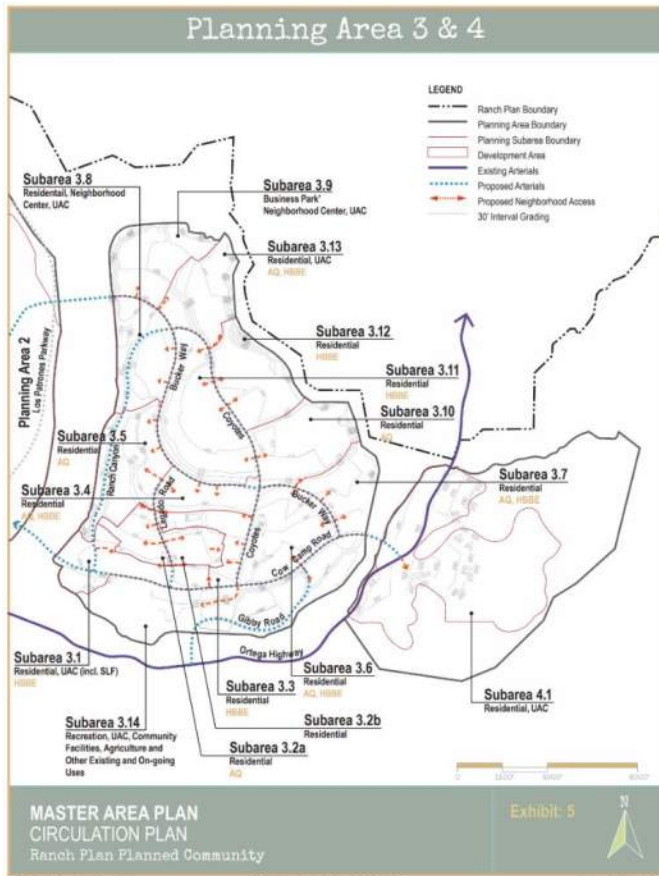 Planning Area 3 & 4
LEGEND
Ranch Plan Boundary
Planning Area Boundary
Planning Subarea Boundary
Development Area
Existing Arterials
Proposed Arterials
Proposed Neighborhood Access
30' Interval Grading
Subarea 3.8
Residentail, Neighborhood
Center, UAC
Subarea 3.9
Business Park'
Neighborhood Center, UAC
Subarea 3.13
Residential, UAC
AQ, HBBE
Subarea 3.12
Residential
HBBE
Subarea 3.11
Residential
HBBE
Subarea 3.10
Residential
AQ
Planning Area 2
Los Patrones Parkway
Bucker Way
Coyotes
Subarea 3.5
Residential
AQ
Ranch Canyon
Subarea 3.4
Residential
AQ, HBBE
Road
Coyotes
Bucker Way
Subarea 3.7
Residential
AQ, HBBE
Cow Camp Road
Gibby Road
Ortega Highway
Subarea 3.1
Residential, UAC (incl. SLF)
HBBE
Subarea 3.3
Residential
HBBE
Subarea 3.6
Residential
AQ, HBBE
Subarea 4.1
Residential, UAC
Subarea 3.14
Recreation, UAC, Community
Facilities, Agriculture and
Other Existing and On-going
Uses
Subarea 3.2b
Residential
Subarea 3.2a
Residential
AQ
0
MASTER AREA PLAN
CIRCULATION PLAN
Ranch Plan Planned Community
Exhibit: 5
N